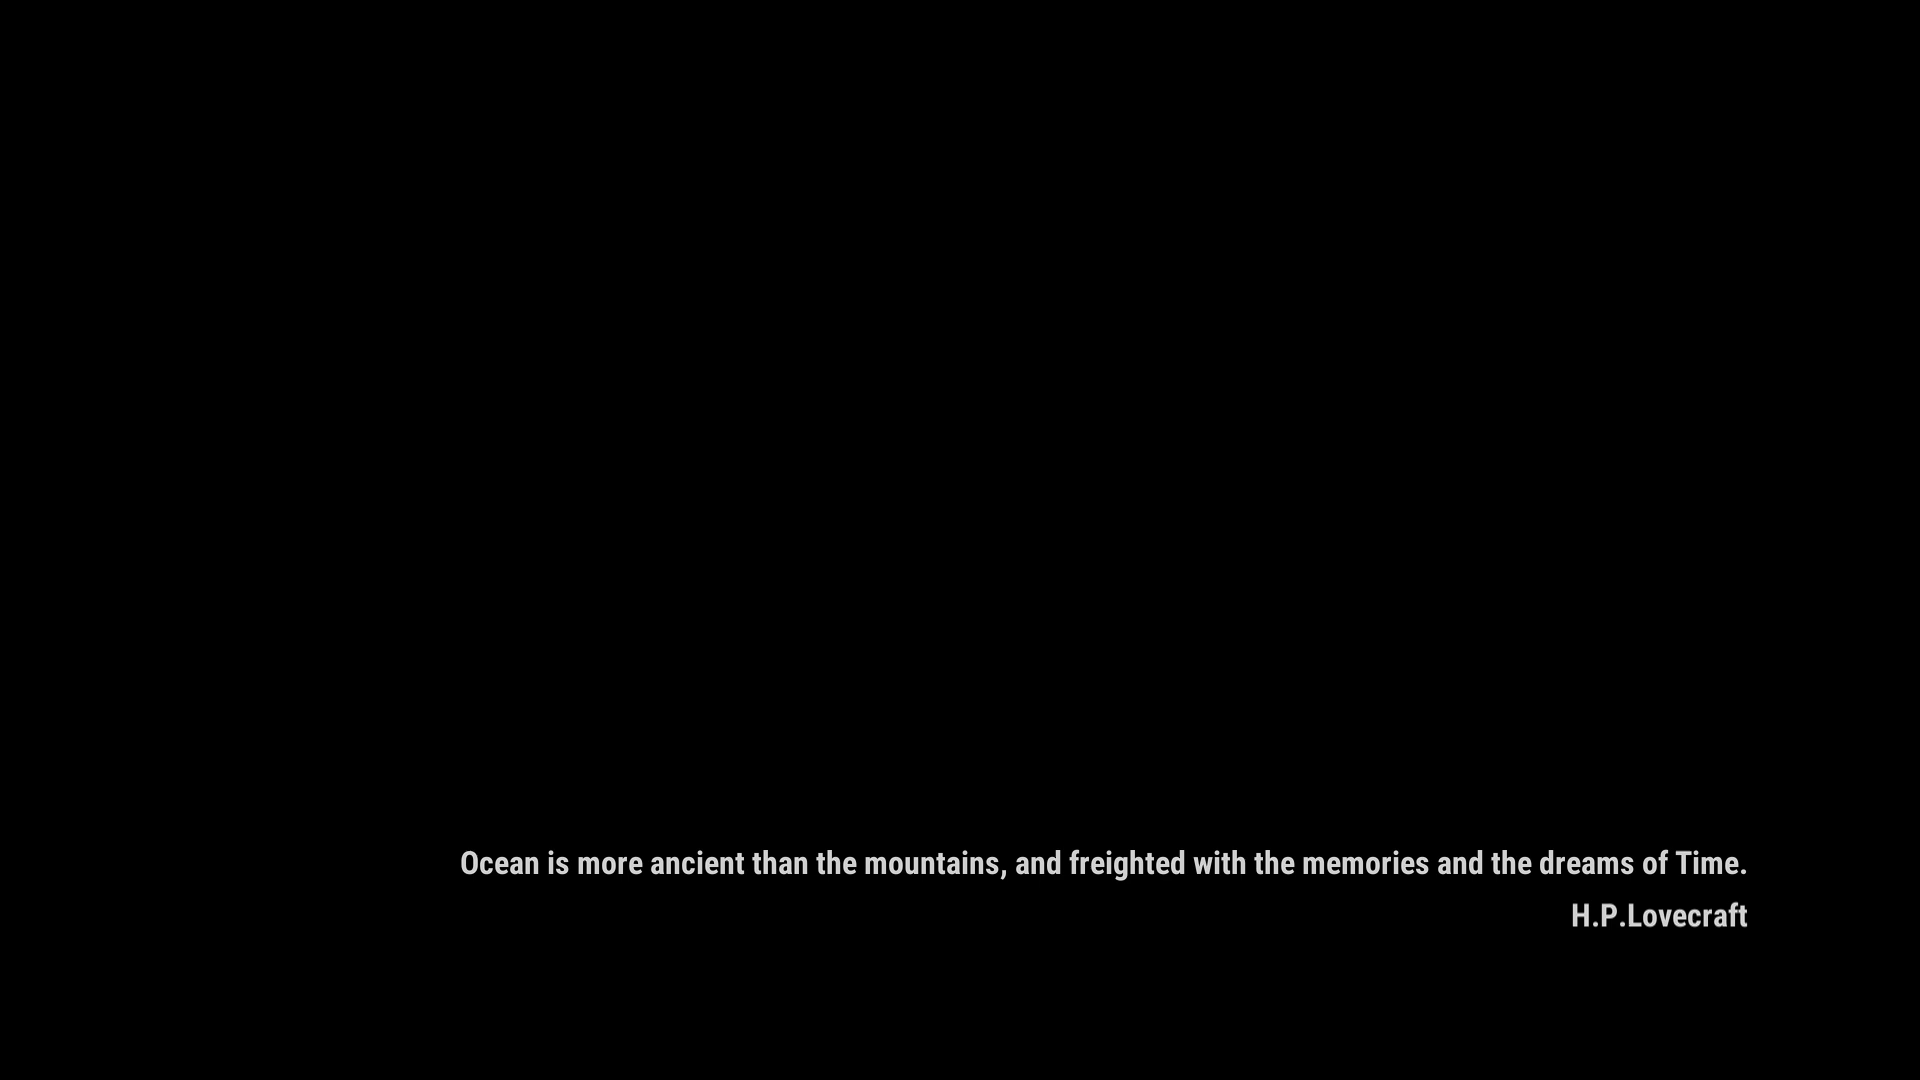 Ocean is more ancient than the mountains, and freighted with the memories and the dreams of Time.
H.P.Lovecraft